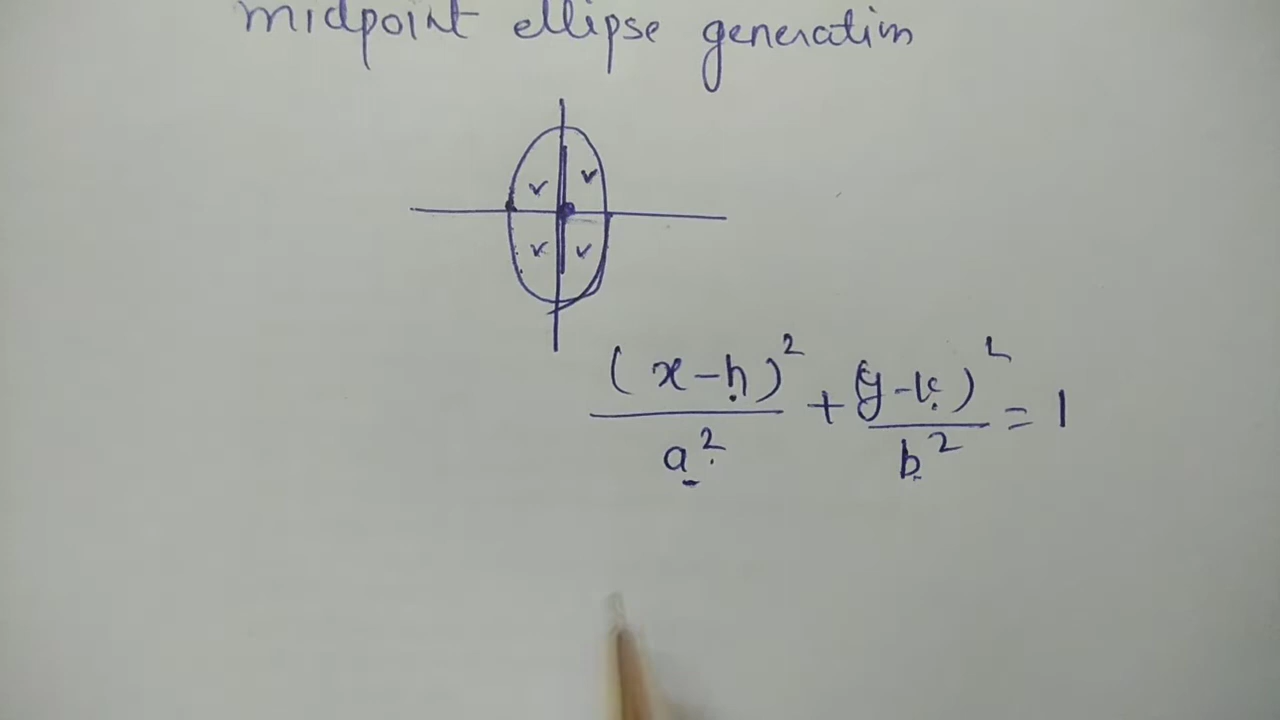 midpoint ellipse generation
(x-h)² + (y-k)² = 1
a² b²